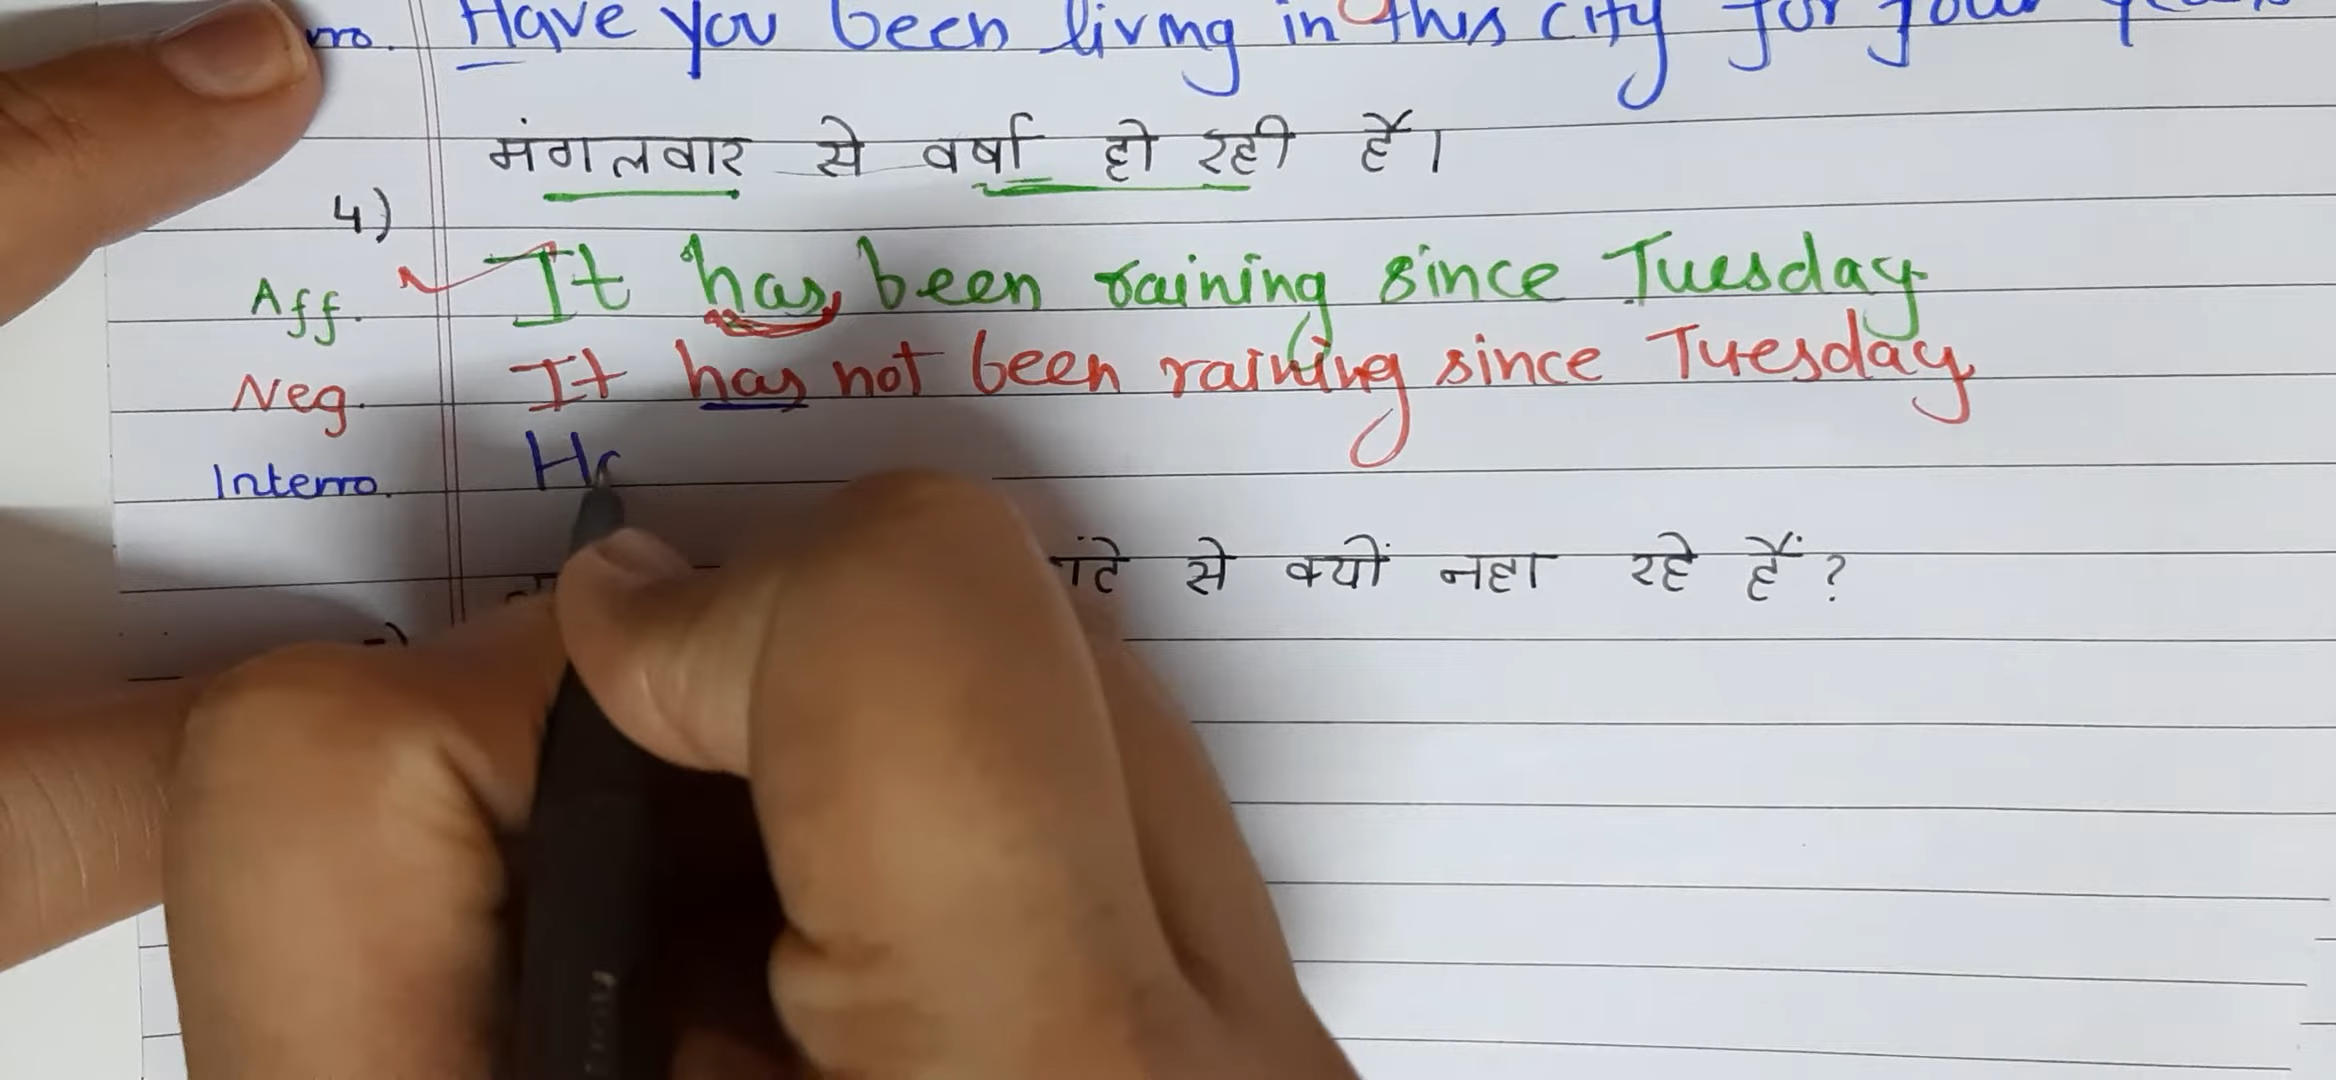 Have you been living in this city for four
मंगलवार से वर्षा हो रही है।
4)
Aff. It has been raining since Tuesday
Neg. It has not been raining since Tuesday
Interro. Ha
से क्यों नहा रहे हैं ?